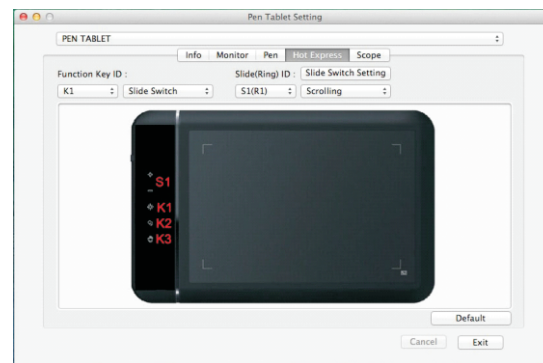 Pen Tablet Setting
PEN TABLET
Info Monitor Pen Hot Express Scope
Function Key ID : Slide(Ring) ID : Slide Switch Setting
K1 Slide Switch S1(R1) Scrolling
S1
K1
K2
K3
Default
Cancel Exit